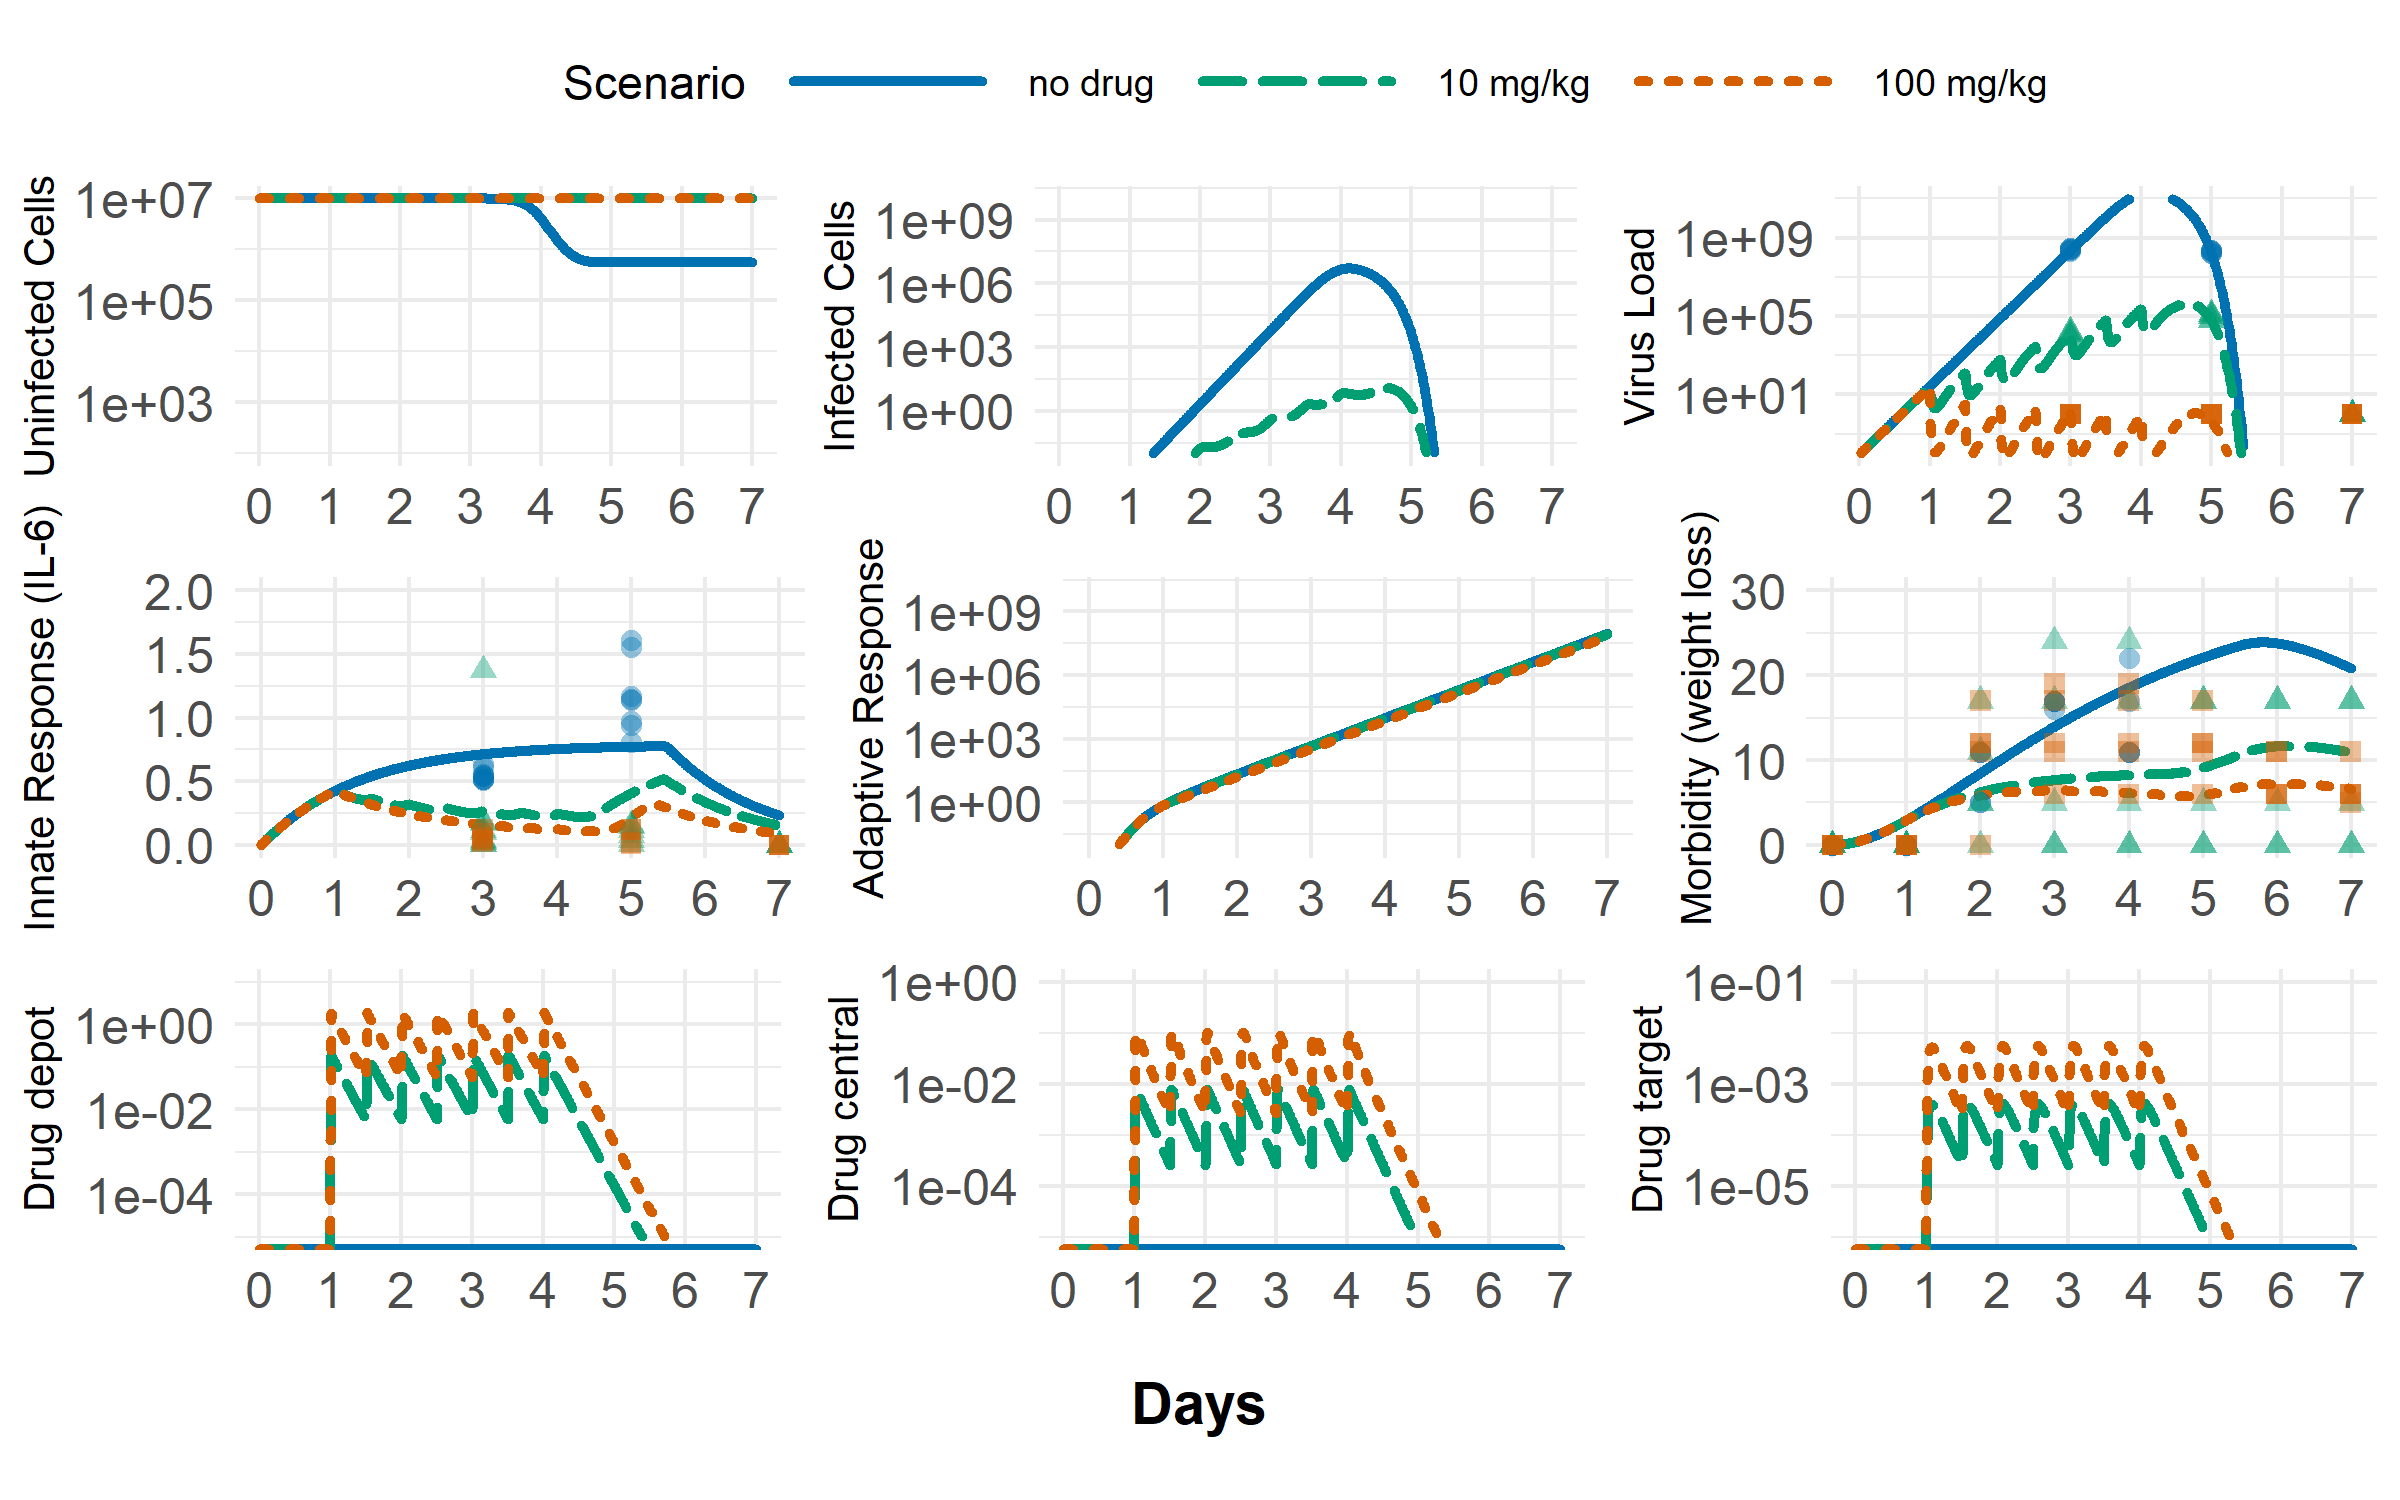 Scenario no drug 10 mg/kg 100 mg/kg
Uninfected Cells
1e+07
1e+05
1e+03
0 1 2 3 4 5 6 7
Infected Cells
1e+09
1e+06
1e+03
1e+00
0 1 2 3 4 5 6 7
Virus Load
1e+09
1e+05
1e+01
0 1 2 3 4 5 6 7
Innate Response (IL-6)
2.0
1.5
1.0
0.5
0.0
0 1 2 3 4 5 6 7
Adaptive Response
1e+09
1e+06
1e+03
1e+00
0 1 2 3 4 5 6 7
Morbidity (weight loss)
30
20
10
0
0 1 2 3 4 5 6 7
Drug depot
1e+00
1e-02
1e-04
0 1 2 3 4 5 6 7
Drug central
1e+00
1e-02
1e-04
0 1 2 3 4 5 6 7
Drug target
1e-01
1e-03
1e-05
0 1 2 3 4 5 6 7
Days